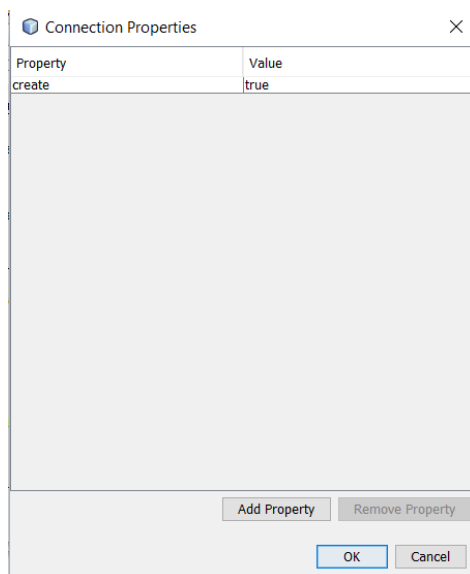 Connection Properties
Property Value
create true
Add Property Remove Property
OK Cancel